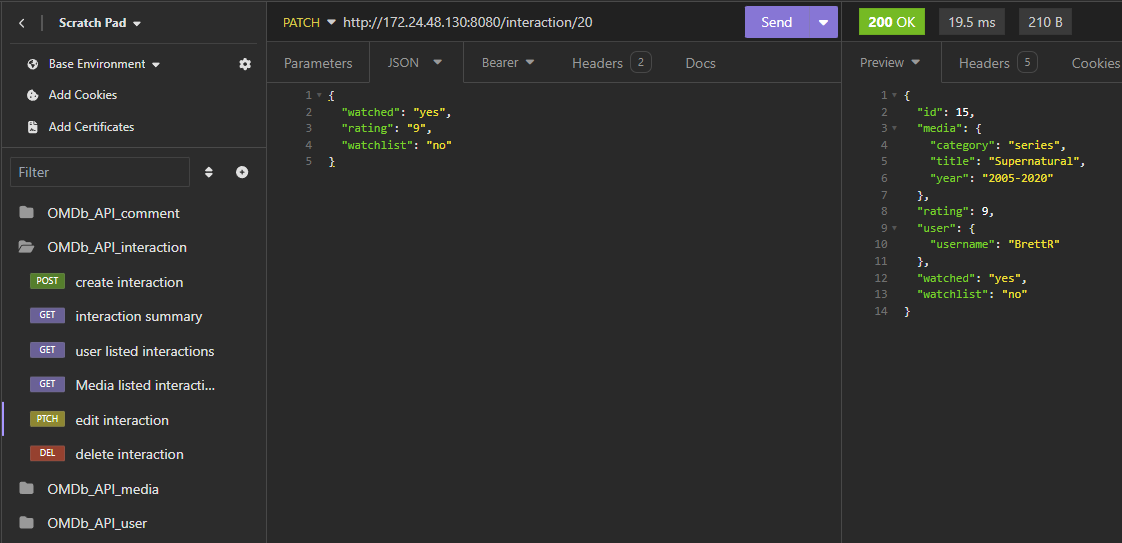 Scratch Pad
Base Environment
Add Cookies
Add Certificates
Filter
OMDb_API_comment
OMDb_API_interaction
POST create interaction
GET interaction summary
GET user listed interactions
GET Media listed interacti...
PTCH edit interaction
DEL delete interaction
OMDb_API_media
OMDb_API_user
PATCH http://172.24.48.130:8080/interaction/20 Send
Parameters JSON Bearer Headers 2 Docs
1 {
2 "watched": "yes",
3 "rating": "9",
4 "watchlist": "no"
5 }
200 OK 19.5 ms 210 B
Preview Headers 5 Cookies
1 {
2 "id": 15,
3 "media": {
4 "category": "series",
5 "title": "Supernatural",
6 "year": "2005-2020"
7 },
8 "rating": 9,
9 "user": {
10 "username": "BrettR"
11 },
12 "watched": "yes",
13 "watchlist": "no"
14 }